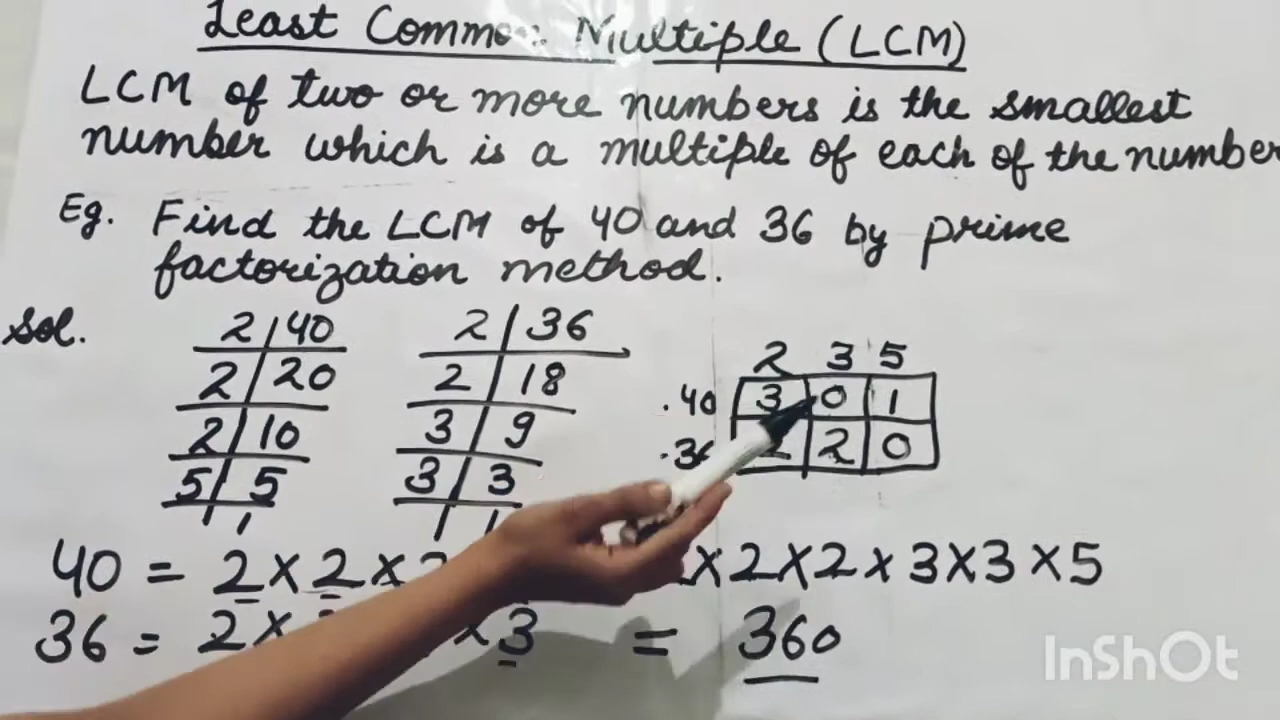 Least Common Multiple (LCM)
LCM of two or more numbers is the smallest
number which is a multiple of each of the number
Eg. Find the LCM of 40 and 36 by prime
factorization method.
Sol.
2 | 40
2 | 20
2 | 10
5 | 5
1
2 | 36
2 | 18
3 | 9
3 | 3
1
2 3 5
. 40 3 0 1
. 36 2 0
40 = 2 × 2 ×
36 = 2 × × 3
× 2 × 2 × 3 × 3 × 5
= 360
InShOt